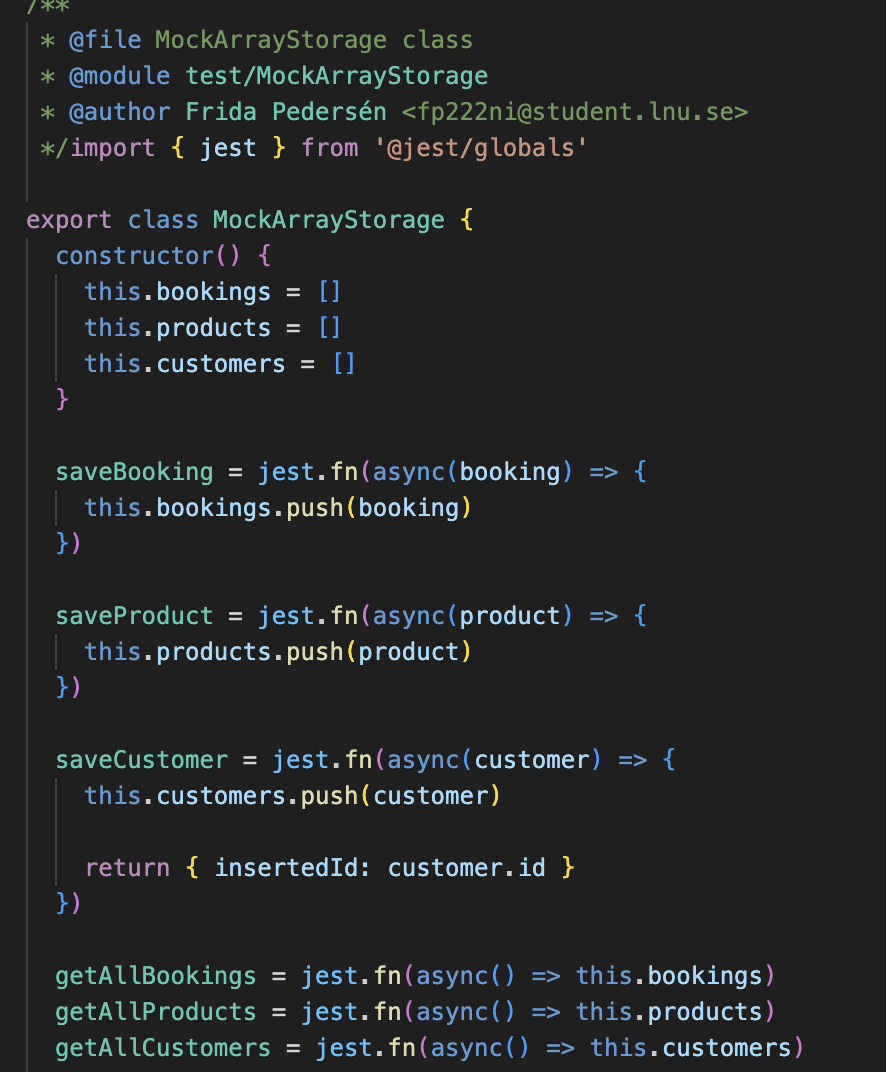 /**
 * @file MockArrayStorage class
 * @module test/MockArrayStorage
 * @author Frida Pedersén <fp222ni@student.lnu.se>
 */import { jest } from '@jest/globals'

export class MockArrayStorage {
  constructor() {
    this.bookings = []
    this.products = []
    this.customers = []
  }

  saveBooking = jest.fn(async(booking) => {
    this.bookings.push(booking)
  })

  saveProduct = jest.fn(async(product) => {
    this.products.push(product)
  })

  saveCustomer = jest.fn(async(customer) => {
    this.customers.push(customer)

    return { insertedId: customer.id }
  })

  getAllBookings = jest.fn(async() => this.bookings)
  getAllProducts = jest.fn(async() => this.products)
  getAllCustomers = jest.fn(async() => this.customers)